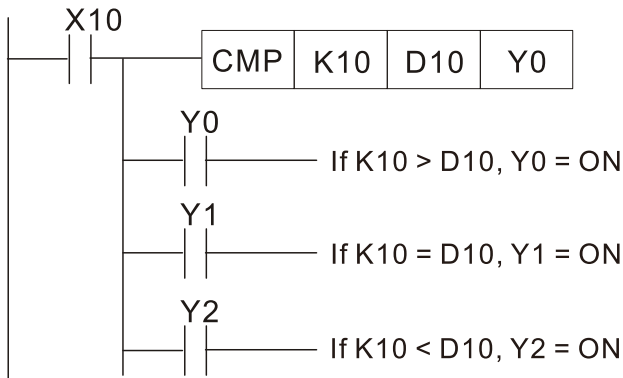 X10
CMP K10 D10 Y0
Y0
If K10 > D10, Y0 = ON
Y1
If K10 = D10, Y1 = ON
Y2
If K10 < D10, Y2 = ON